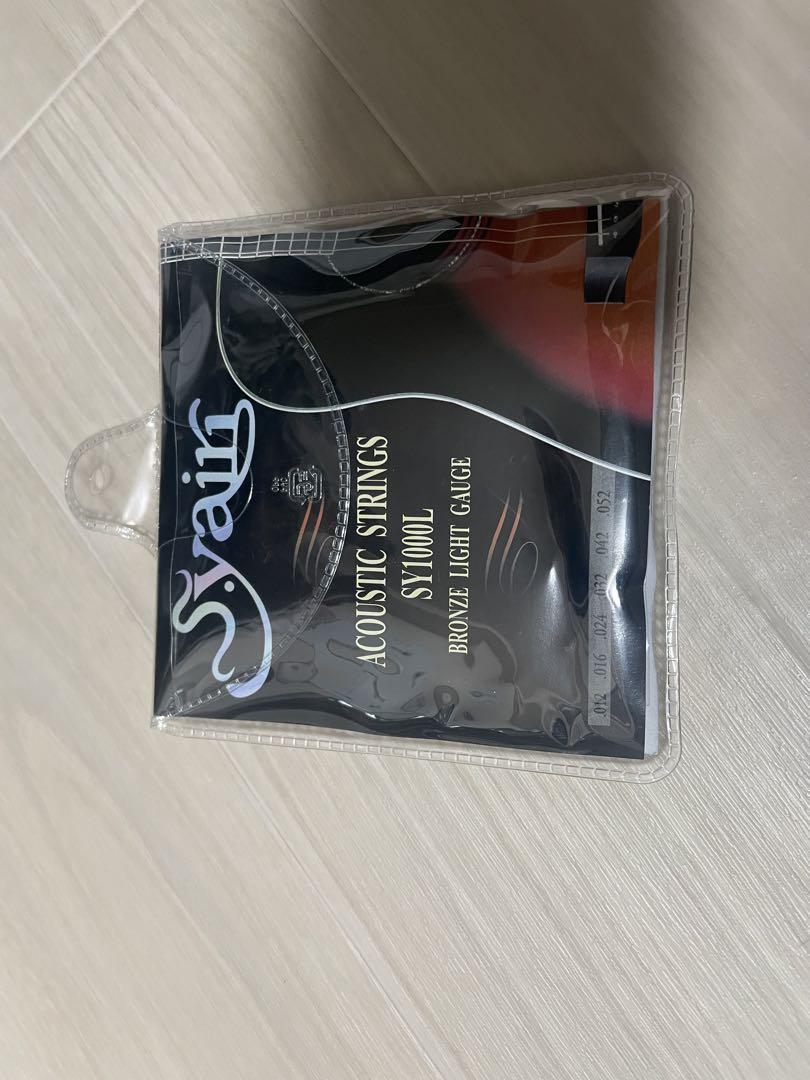 S.yairi
ACOUSTIC STRINGS
SY1000L
BRONZE LIGHT GAUGE
.012 .016 .024 .032 .042 .052